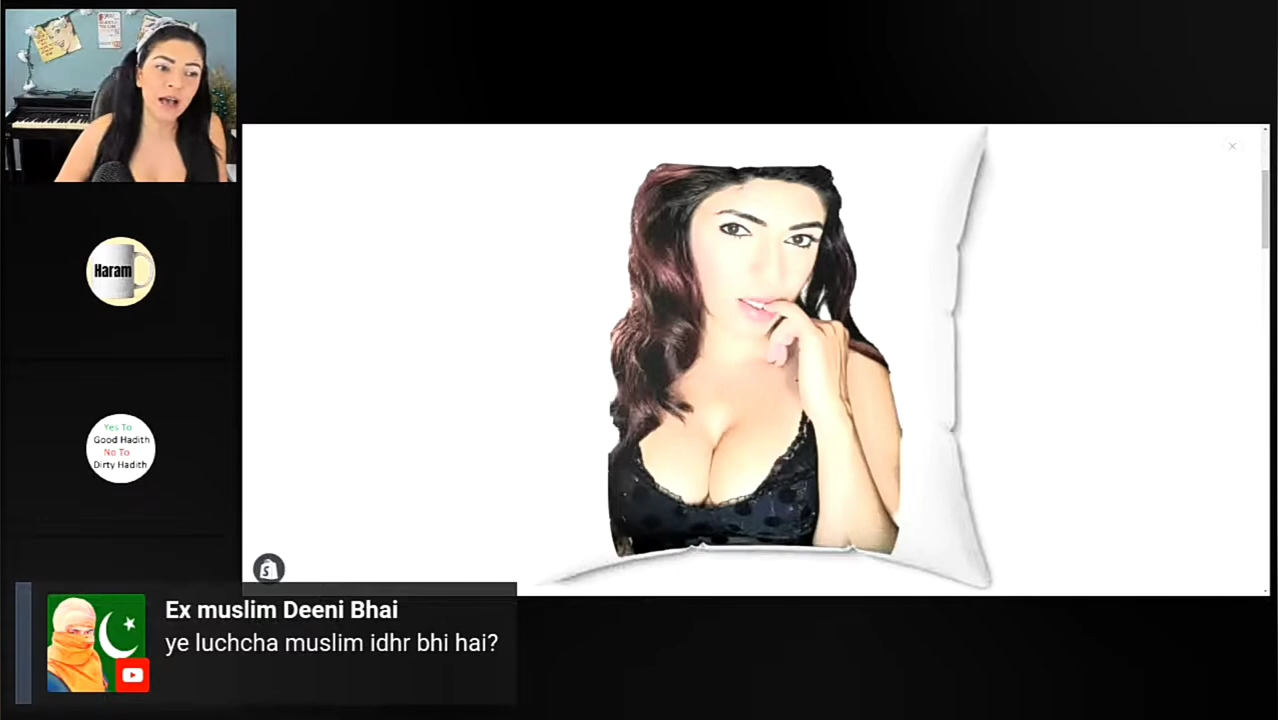 Haram
Yes To
Good Hadith
No To
Dirty Hadith
Ex muslim Deeni Bhai
ye luchcha muslim idhr bhi hai?